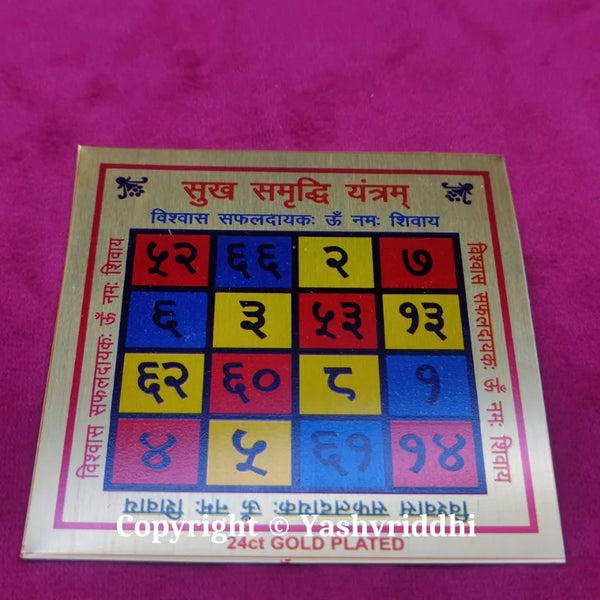 सुख समृद्धि यंत्रम्
विश्वास सफलदायकः ऊँ नमः शिवाय
विश्वास सफलदायकः ऊँ नमः शिवाय
विश्वास सफलदायकः ऊँ नमः शिवाय
५२ ६६ २ ७
६ ३ ५३ १३
६२ ६० ८ १
४ ५ ६१ १४
विश्वास सफलदायकः ऊँ नमः शिवाय
Copyright © Yashvriddhi
24ct GOLD PLATED